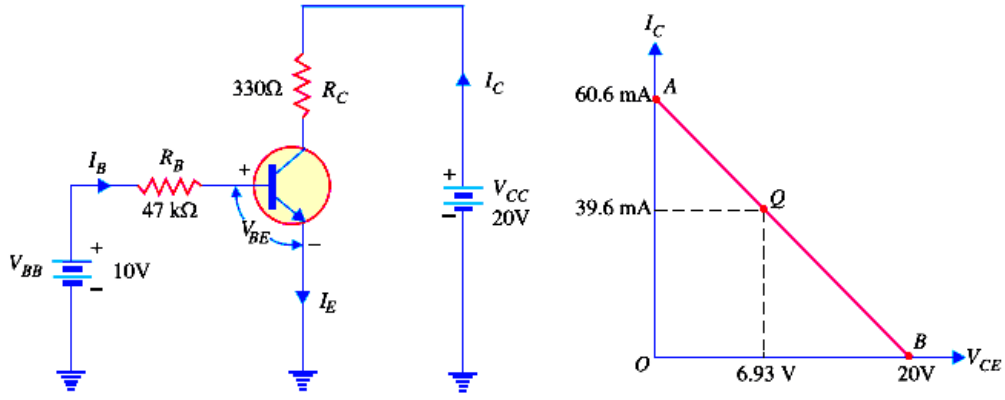 330Ω
R_C
I_C
I_B
R_B
47 kΩ
+
V_BE
−
V_BB
+
−
10V
I_E
+
−
V_CC
20V
I_C
60.6 mA
A
39.6 mA
Q
B
O
6.93 V
20V
V_CE